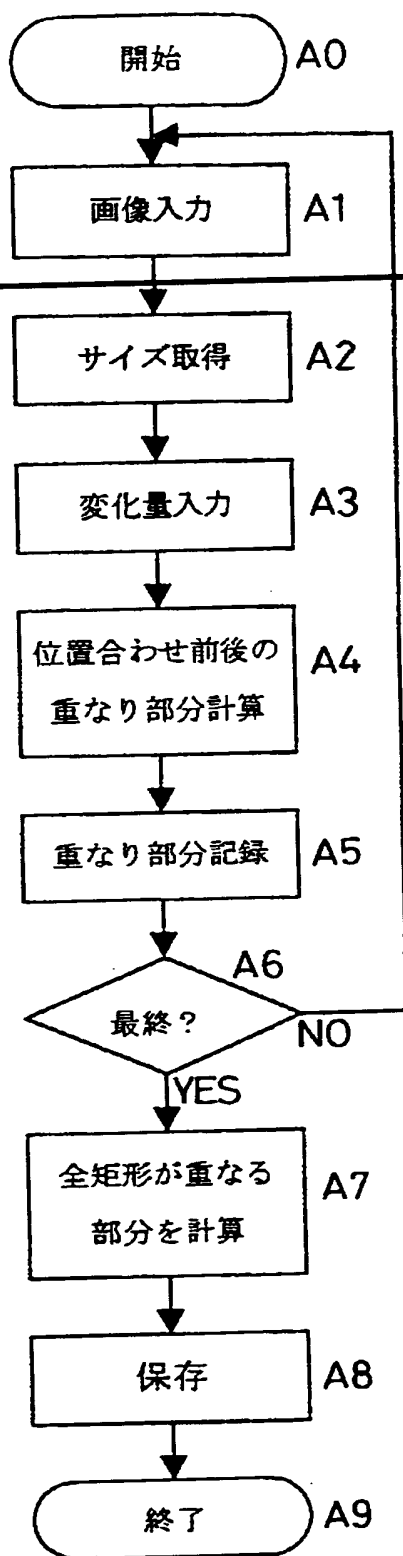 開始 A0
画像入力 A1
サイズ取得 A2
変化量入力 A3
位置合わせ前後の
重なり部分計算
A4
重なり部分記録 A5
A6
最終?
NO
YES
全矩形が重なる
部分を計算
A7
保存 A8
終了 A9